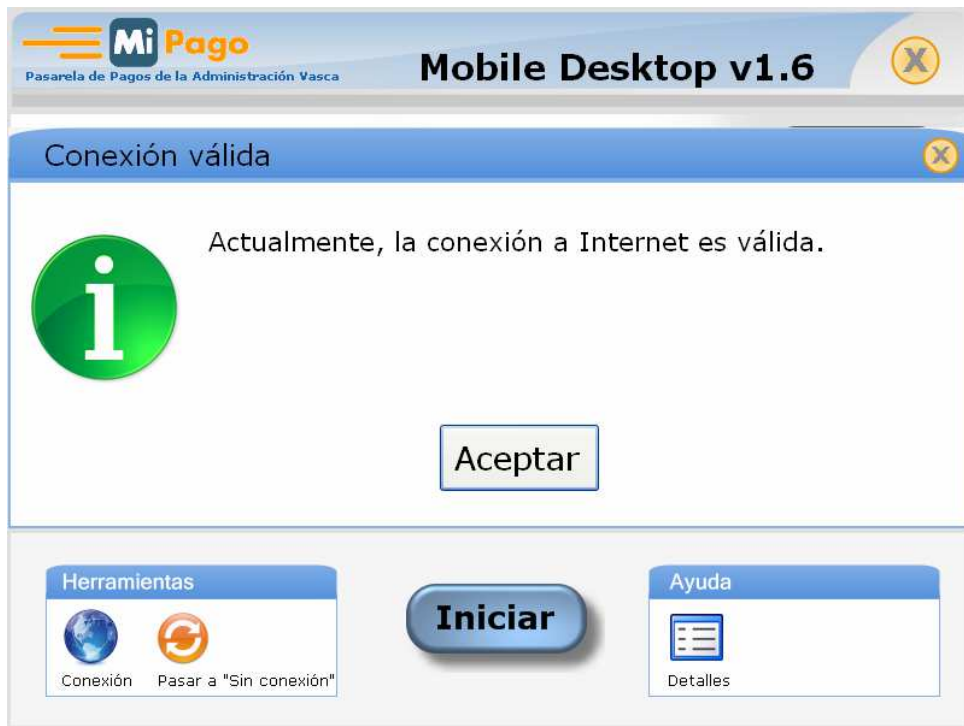 Mi Pago
Pasarela de Pagos de la Administración Vasca
Mobile Desktop v1.6
X
Conexión válida
X
i
Actualmente, la conexión a Internet es válida.
Aceptar
Herramientas
Conexión
Pasar a "Sin conexión"
Iniciar
Ayuda
Detalles